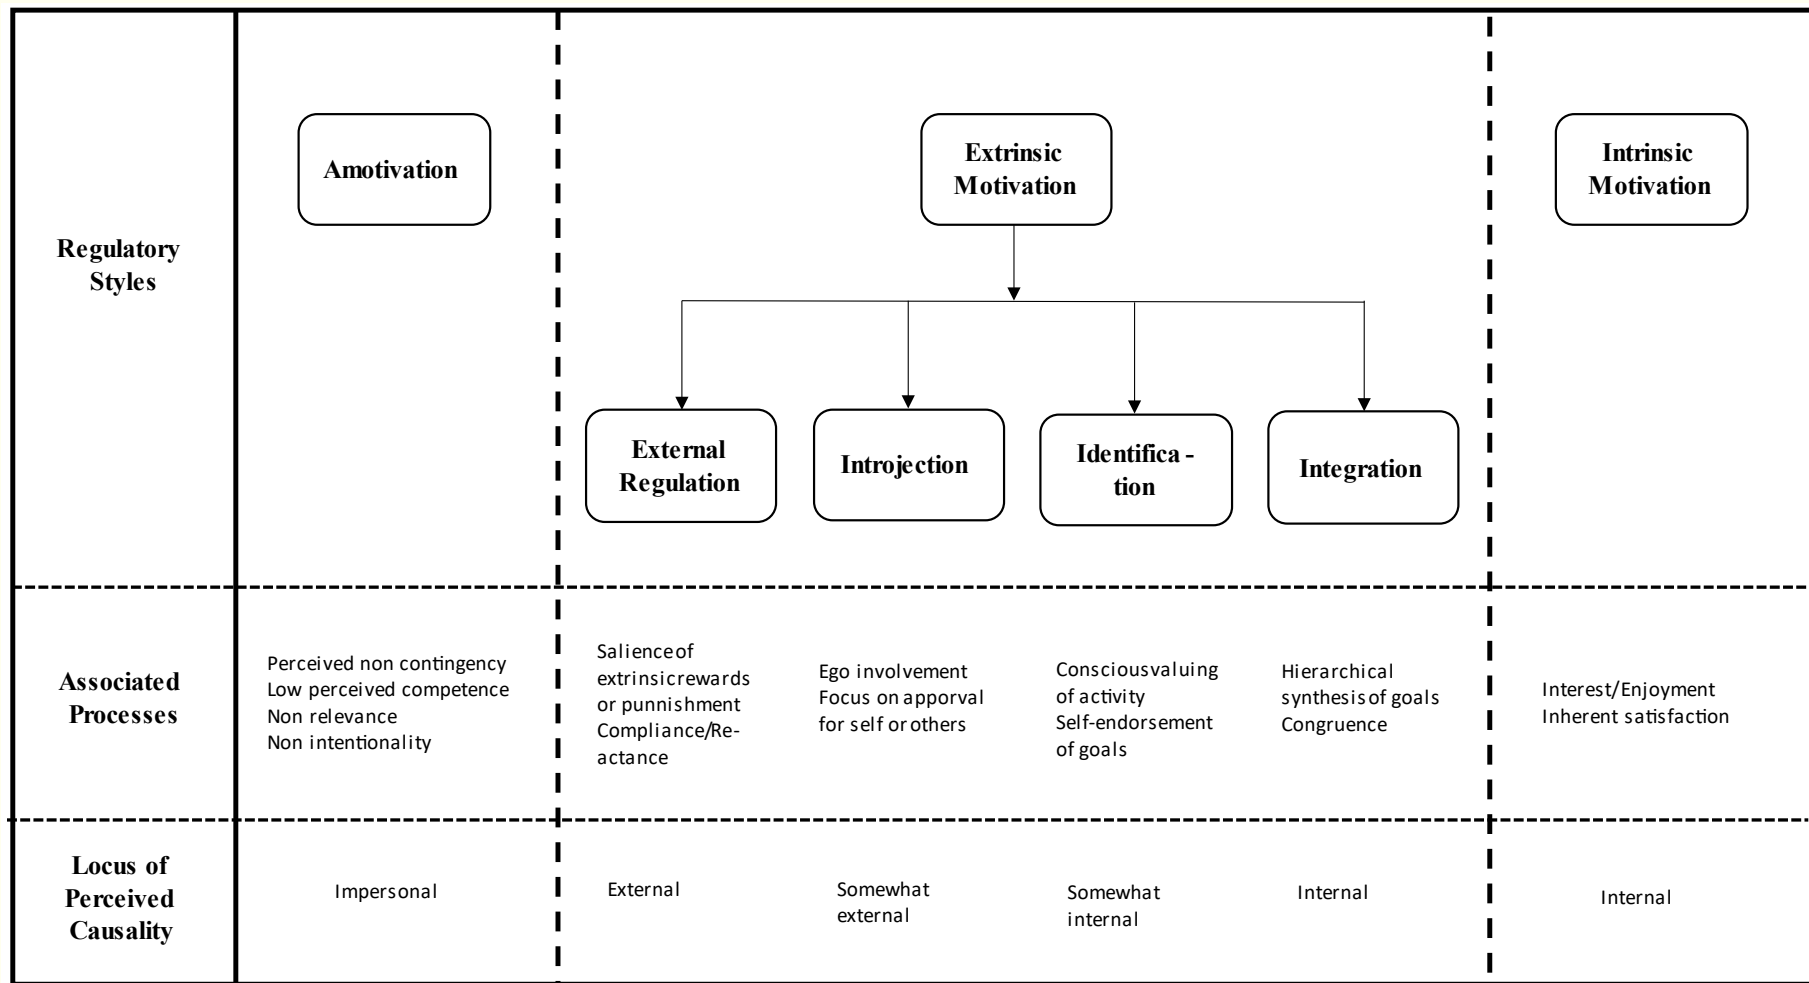 Regulatory
Styles
Amotivation
Extrinsic
Motivation
Intrinsic
Motivation
External
Regulation
Introjection
Identifica -
tion
Integration
Associated
Processes
Perceived non contingency
Low perceived competence
Non relevance
Non intentionality
Salience of
extrinsic rewards
or punnishment
Compliance/Re-
actance
Ego involvement
Focus on apporval
for self or others
Conscious valuing
of activity
Self-endorsement
of goals
Hierarchical
synthesis of goals
Congruence
Interest/Enjoyment
Inherent satisfaction
Locus of
Perceived
Causality
Impersonal
External
Somewhat
external
Somewhat
internal
Internal
Internal